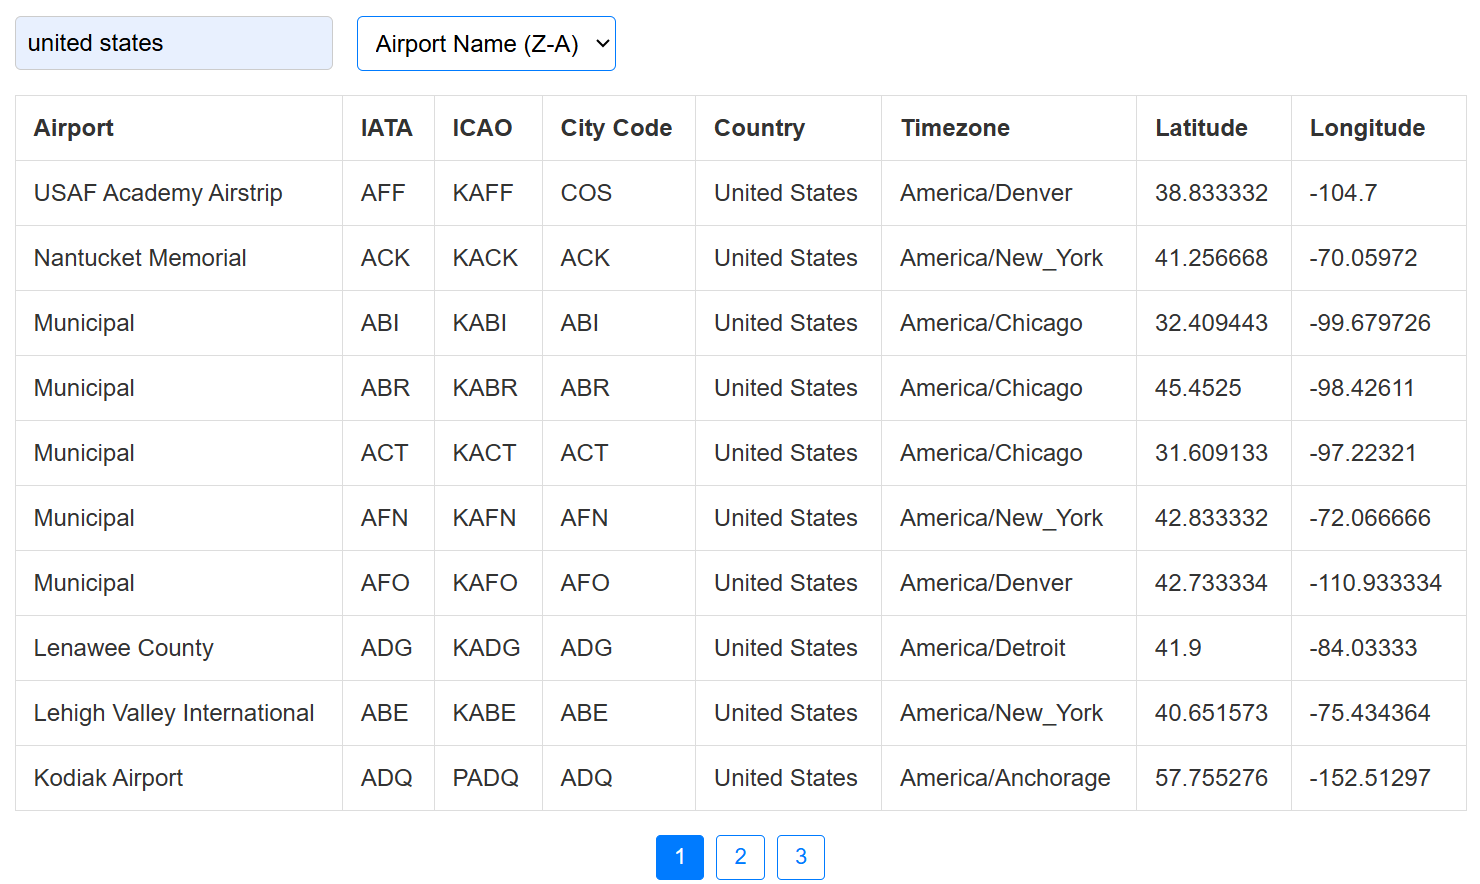 united states Airport Name (Z-A)
Airport IATA ICAO City Code Country Timezone Latitude Longitude
USAF Academy Airstrip AFF KAFF COS United States America/Denver 38.833332 -104.7
Nantucket Memorial ACK KACK ACK United States America/New_York 41.256668 -70.05972
Municipal ABI KABI ABI United States America/Chicago 32.409443 -99.679726
Municipal ABR KABR ABR United States America/Chicago 45.4525 -98.42611
Municipal ACT KACT ACT United States America/Chicago 31.609133 -97.22321
Municipal AFN KAFN AFN United States America/New_York 42.833332 -72.066666
Municipal AFO KAFO AFO United States America/Denver 42.733334 -110.933334
Lenawee County ADG KADG ADG United States America/Detroit 41.9 -84.03333
Lehigh Valley International ABE KABE ABE United States America/New_York 40.651573 -75.434364
Kodiak Airport ADQ PADQ ADQ United States America/Anchorage 57.755276 -152.51297
1 2 3